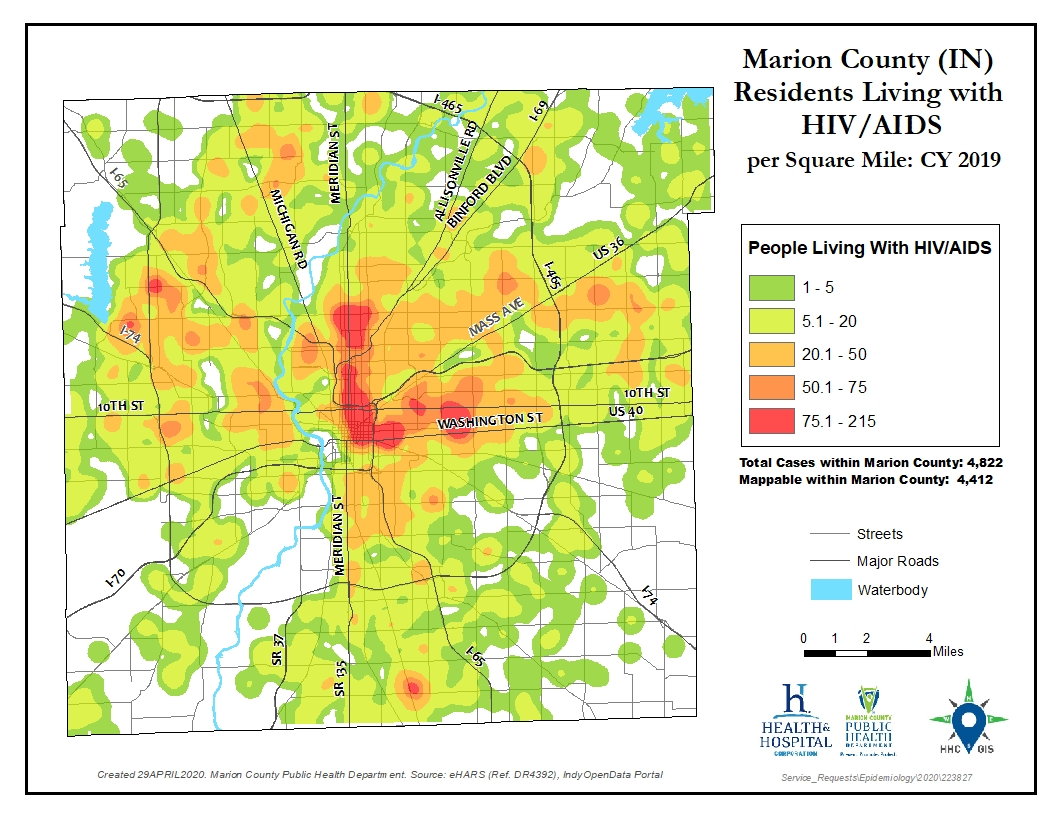 Marion County (IN)
Residents Living with
HIV/AIDS
per Square Mile: CY 2019
I-465
I-69
ALLISONVILLE RD
BINFORD BLVD
MERIDIAN ST
I-65
MICHIGAN RD
US 36
I-465
MASS AVE
I-74
10TH ST
10TH ST
US 40
WASHINGTON ST
MERIDIAN ST
I-70
I-74
SR 37
SR 135
I-65
People Living With HIV/AIDS
1 - 5
5.1 - 20
20.1 - 50
50.1 - 75
75.1 - 215
Total Cases within Marion County: 4,822
Mappable within Marion County: 4,412
Streets
Major Roads
Waterbody
0 1 2 4
Miles
h
HEALTH&
HOSPITAL
CORPORATION
MARION COUNTY
PUBLIC
HEALTH
DEPARTMENT
Prevent. Promote. Protect.
N
W E
S
HHC GIS
Created 29APRIL2020. Marion County Public Health Department. Source: eHARS (Ref. DR4392), IndyOpenData Portal
Service_Requests\Epidemiology\2020\223827